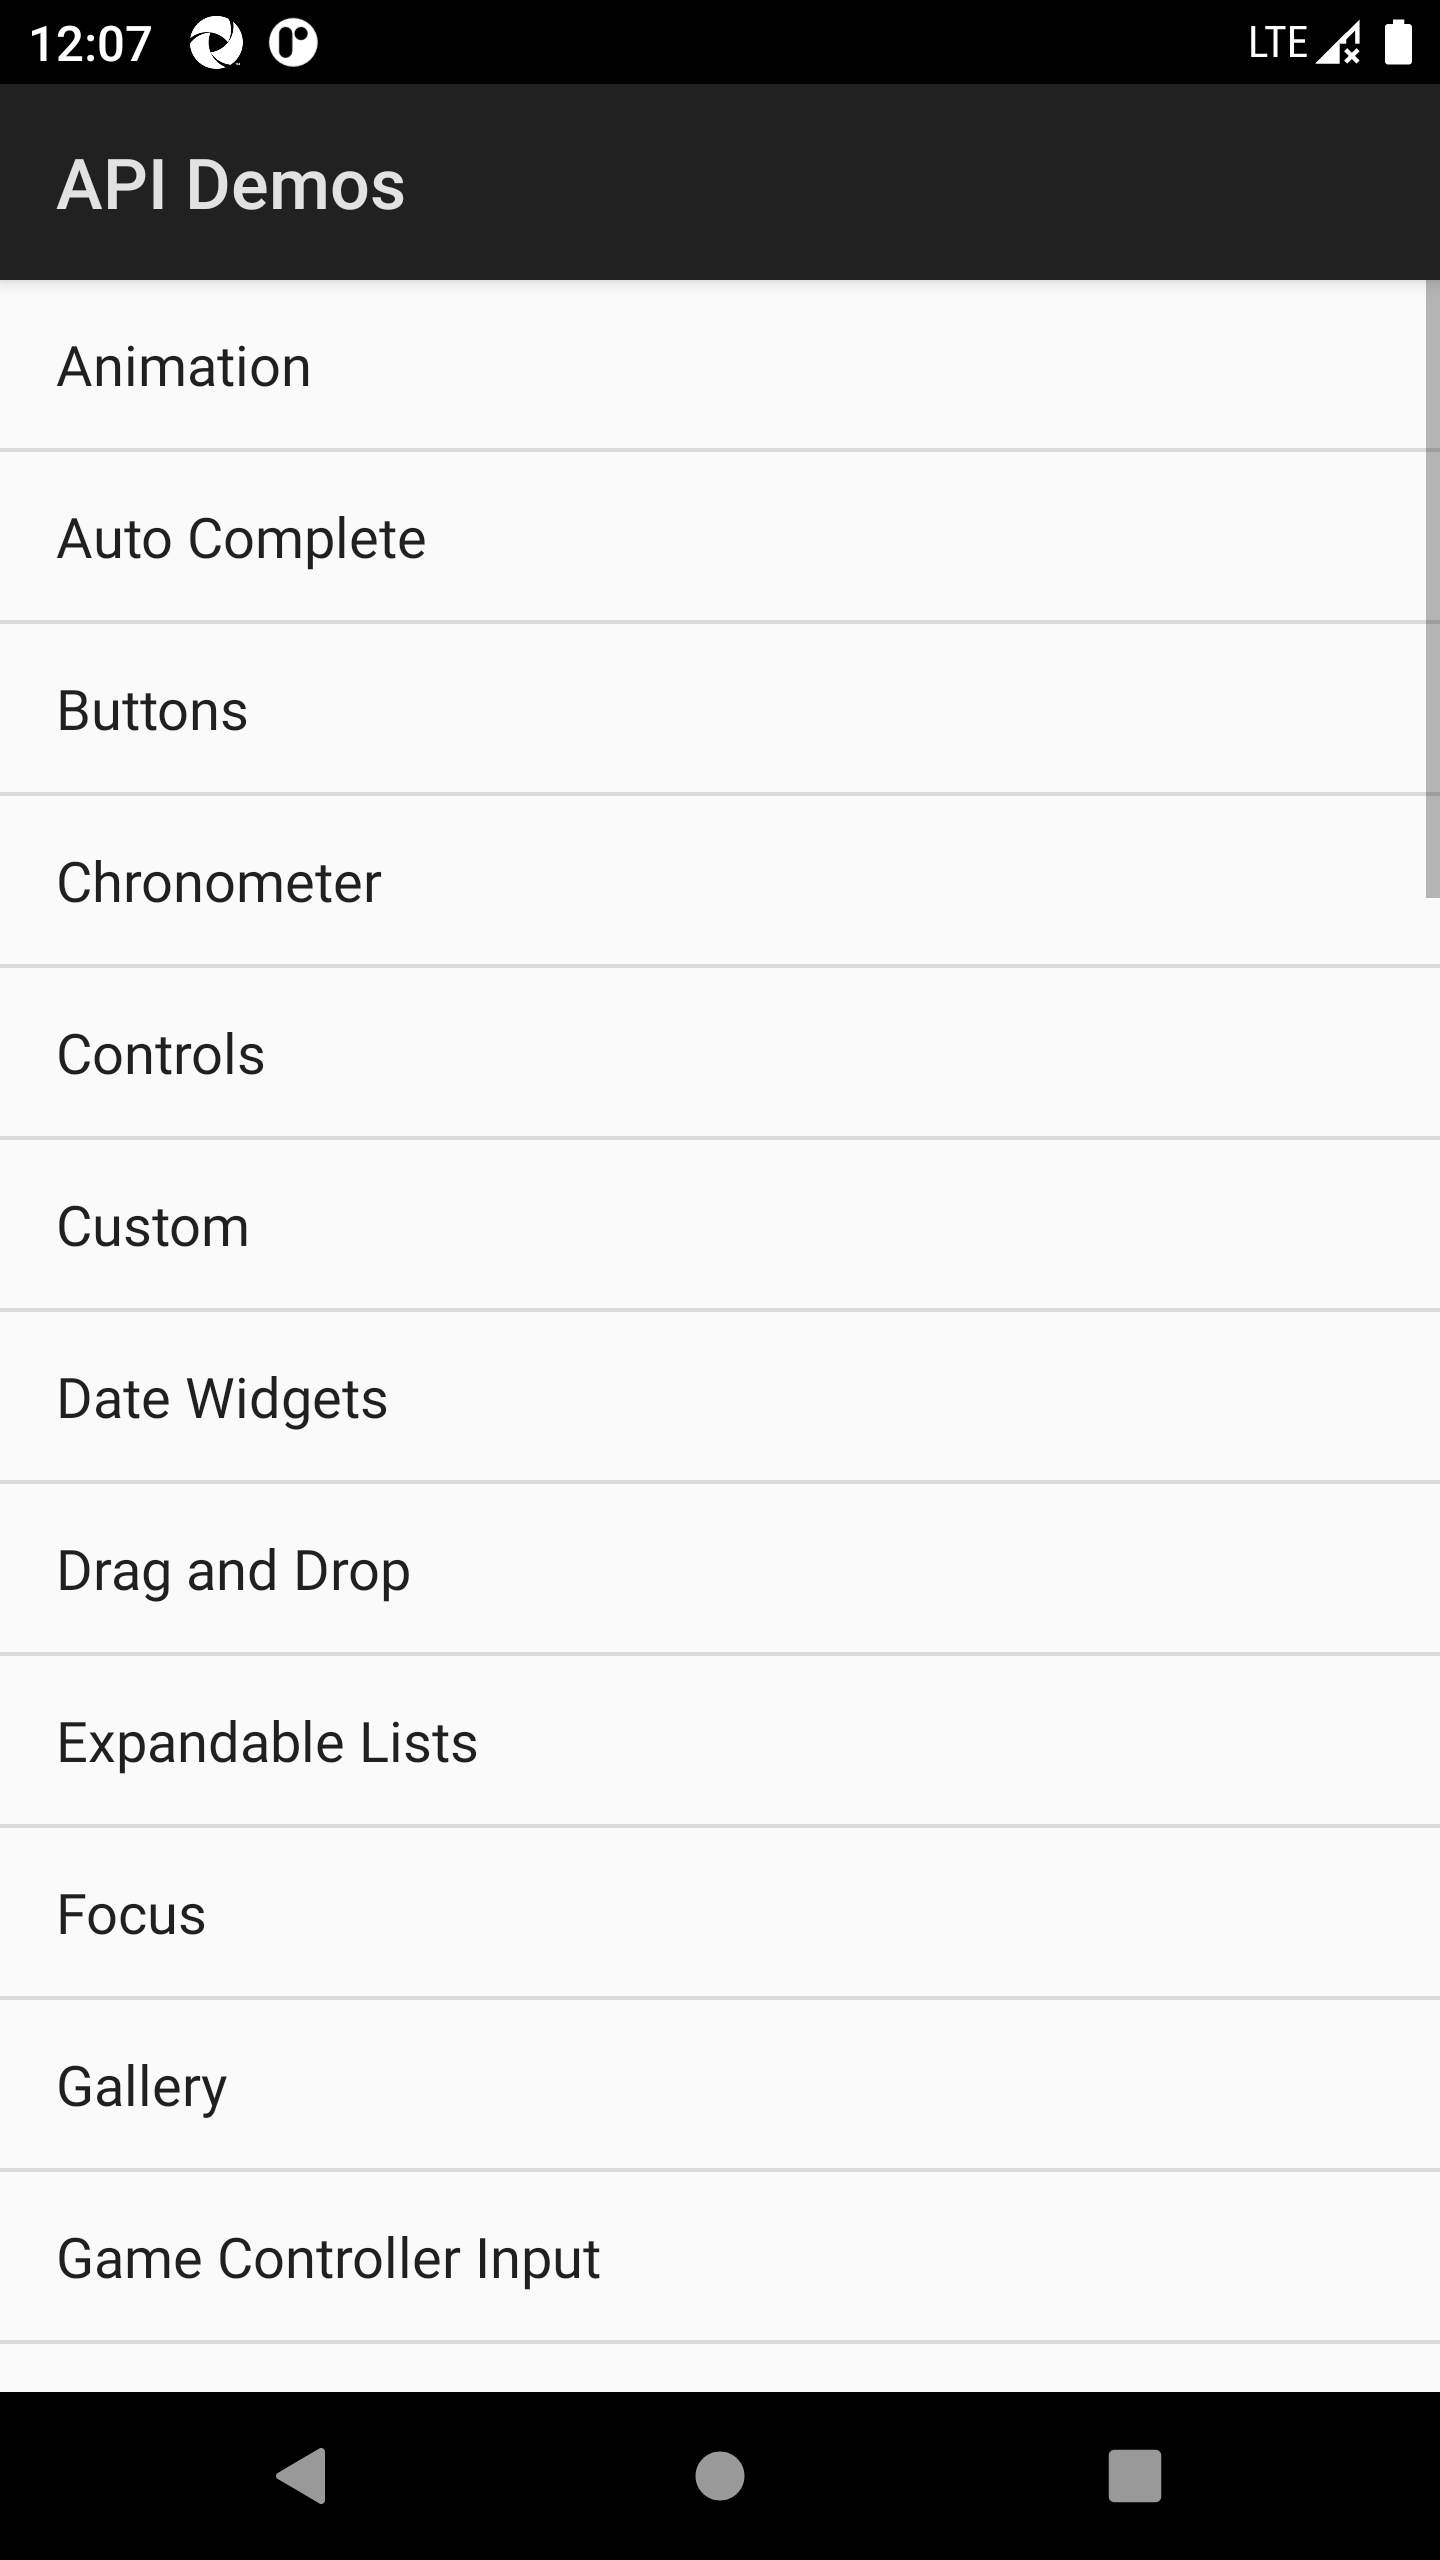 12:07 LTE
API Demos
Animation
Auto Complete
Buttons
Chronometer
Controls
Custom
Date Widgets
Drag and Drop
Expandable Lists
Focus
Gallery
Game Controller Input